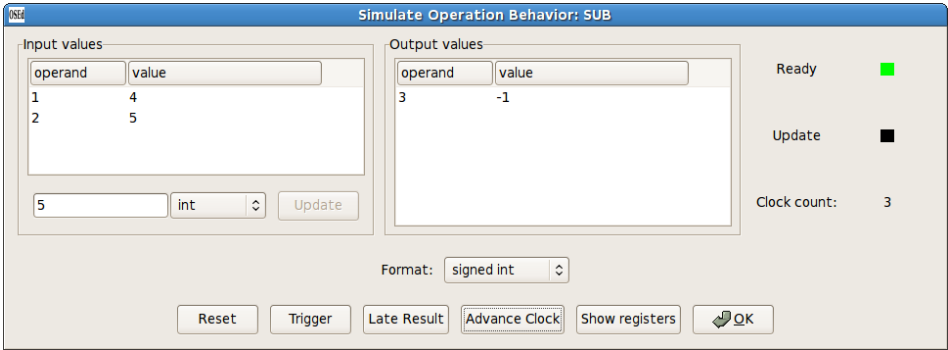 OSEd Simulate Operation Behavior: SUB
Input values
operand value
1 4
2 5
5 int Update
Output values
operand value
3 -1
Ready
Update
Clock count: 3
Format: signed int
Reset Trigger Late Result Advance Clock Show registers OK